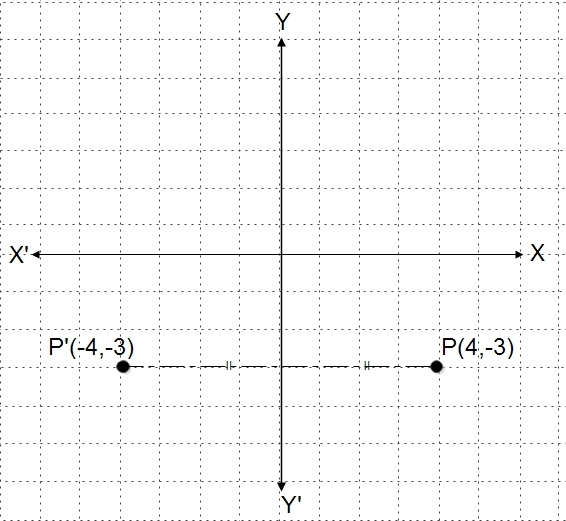 Y
X'
X
P'(-4,-3)
P(4,-3)
Y'